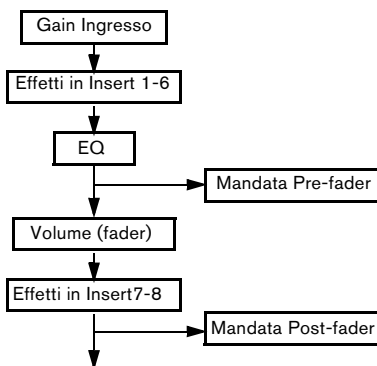 Gain Ingresso
Effetti in Insert 1-6
EQ
Mandata Pre-fader
Volume (fader)
Effetti in Insert7-8
Mandata Post-fader